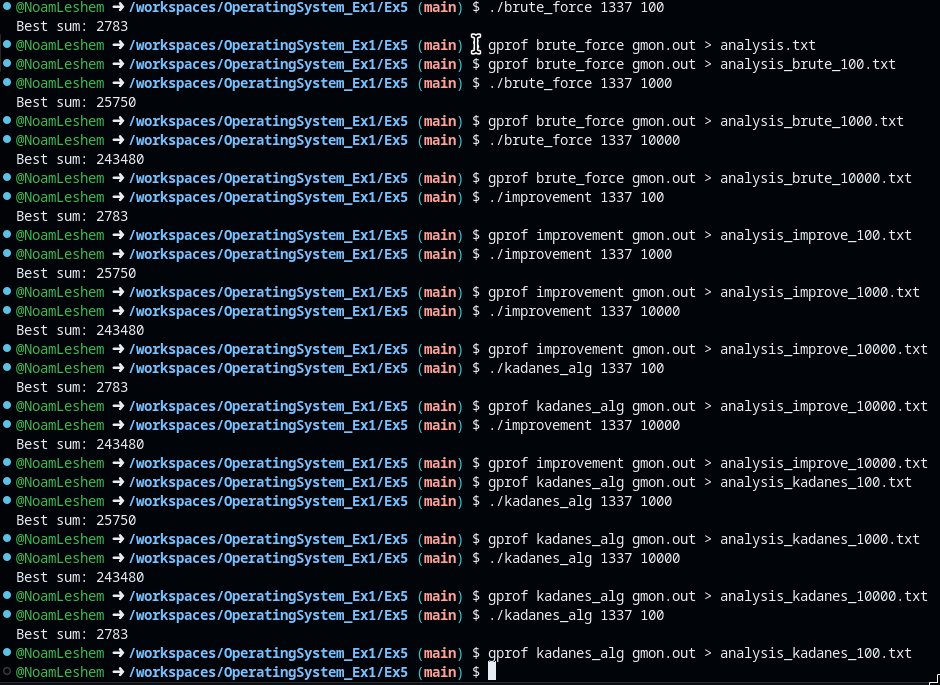 @NoamLeshem ➜ /workspaces/OperatingSystem_Ex1/Ex5 (main) $ ./brute_force 1337 100
Best sum: 2783
@NoamLeshem ➜ /workspaces/OperatingSystem_Ex1/Ex5 (main) $ gprof brute_force gmon.out > analysis.txt
@NoamLeshem ➜ /workspaces/OperatingSystem_Ex1/Ex5 (main) $ gprof brute_force gmon.out > analysis_brute_100.txt
@NoamLeshem ➜ /workspaces/OperatingSystem_Ex1/Ex5 (main) $ ./brute_force 1337 1000
Best sum: 25750
@NoamLeshem ➜ /workspaces/OperatingSystem_Ex1/Ex5 (main) $ gprof brute_force gmon.out > analysis_brute_1000.txt
@NoamLeshem ➜ /workspaces/OperatingSystem_Ex1/Ex5 (main) $ ./brute_force 1337 10000
Best sum: 243480
@NoamLeshem ➜ /workspaces/OperatingSystem_Ex1/Ex5 (main) $ gprof brute_force gmon.out > analysis_brute_10000.txt
@NoamLeshem ➜ /workspaces/OperatingSystem_Ex1/Ex5 (main) $ ./improvement 1337 100
Best sum: 2783
@NoamLeshem ➜ /workspaces/OperatingSystem_Ex1/Ex5 (main) $ gprof improvement gmon.out > analysis_improve_100.txt
@NoamLeshem ➜ /workspaces/OperatingSystem_Ex1/Ex5 (main) $ ./improvement 1337 1000
Best sum: 25750
@NoamLeshem ➜ /workspaces/OperatingSystem_Ex1/Ex5 (main) $ gprof improvement gmon.out > analysis_improve_1000.txt
@NoamLeshem ➜ /workspaces/OperatingSystem_Ex1/Ex5 (main) $ ./improvement 1337 10000
Best sum: 243480
@NoamLeshem ➜ /workspaces/OperatingSystem_Ex1/Ex5 (main) $ gprof improvement gmon.out > analysis_improve_10000.txt
@NoamLeshem ➜ /workspaces/OperatingSystem_Ex1/Ex5 (main) $ ./kadanes_alg 1337 100
Best sum: 2783
@NoamLeshem ➜ /workspaces/OperatingSystem_Ex1/Ex5 (main) $ gprof kadanes_alg gmon.out > analysis_improve_10000.txt
@NoamLeshem ➜ /workspaces/OperatingSystem_Ex1/Ex5 (main) $ ./improvement 1337 10000
Best sum: 243480
@NoamLeshem ➜ /workspaces/OperatingSystem_Ex1/Ex5 (main) $ gprof improvement gmon.out > analysis_improve_10000.txt
@NoamLeshem ➜ /workspaces/OperatingSystem_Ex1/Ex5 (main) $ gprof kadanes_alg gmon.out > analysis_kadanes_100.txt
@NoamLeshem ➜ /workspaces/OperatingSystem_Ex1/Ex5 (main) $ ./kadanes_alg 1337 1000
Best sum: 25750
@NoamLeshem ➜ /workspaces/OperatingSystem_Ex1/Ex5 (main) $ gprof kadanes_alg gmon.out > analysis_kadanes_1000.txt
@NoamLeshem ➜ /workspaces/OperatingSystem_Ex1/Ex5 (main) $ ./kadanes_alg 1337 10000
Best sum: 243480
@NoamLeshem ➜ /workspaces/OperatingSystem_Ex1/Ex5 (main) $ gprof kadanes_alg gmon.out > analysis_kadanes_10000.txt
@NoamLeshem ➜ /workspaces/OperatingSystem_Ex1/Ex5 (main) $ ./kadanes_alg 1337 100
Best sum: 2783
@NoamLeshem ➜ /workspaces/OperatingSystem_Ex1/Ex5 (main) $ gprof kadanes_alg gmon.out > analysis_kadanes_100.txt
@NoamLeshem ➜ /workspaces/OperatingSystem_Ex1/Ex5 (main) $